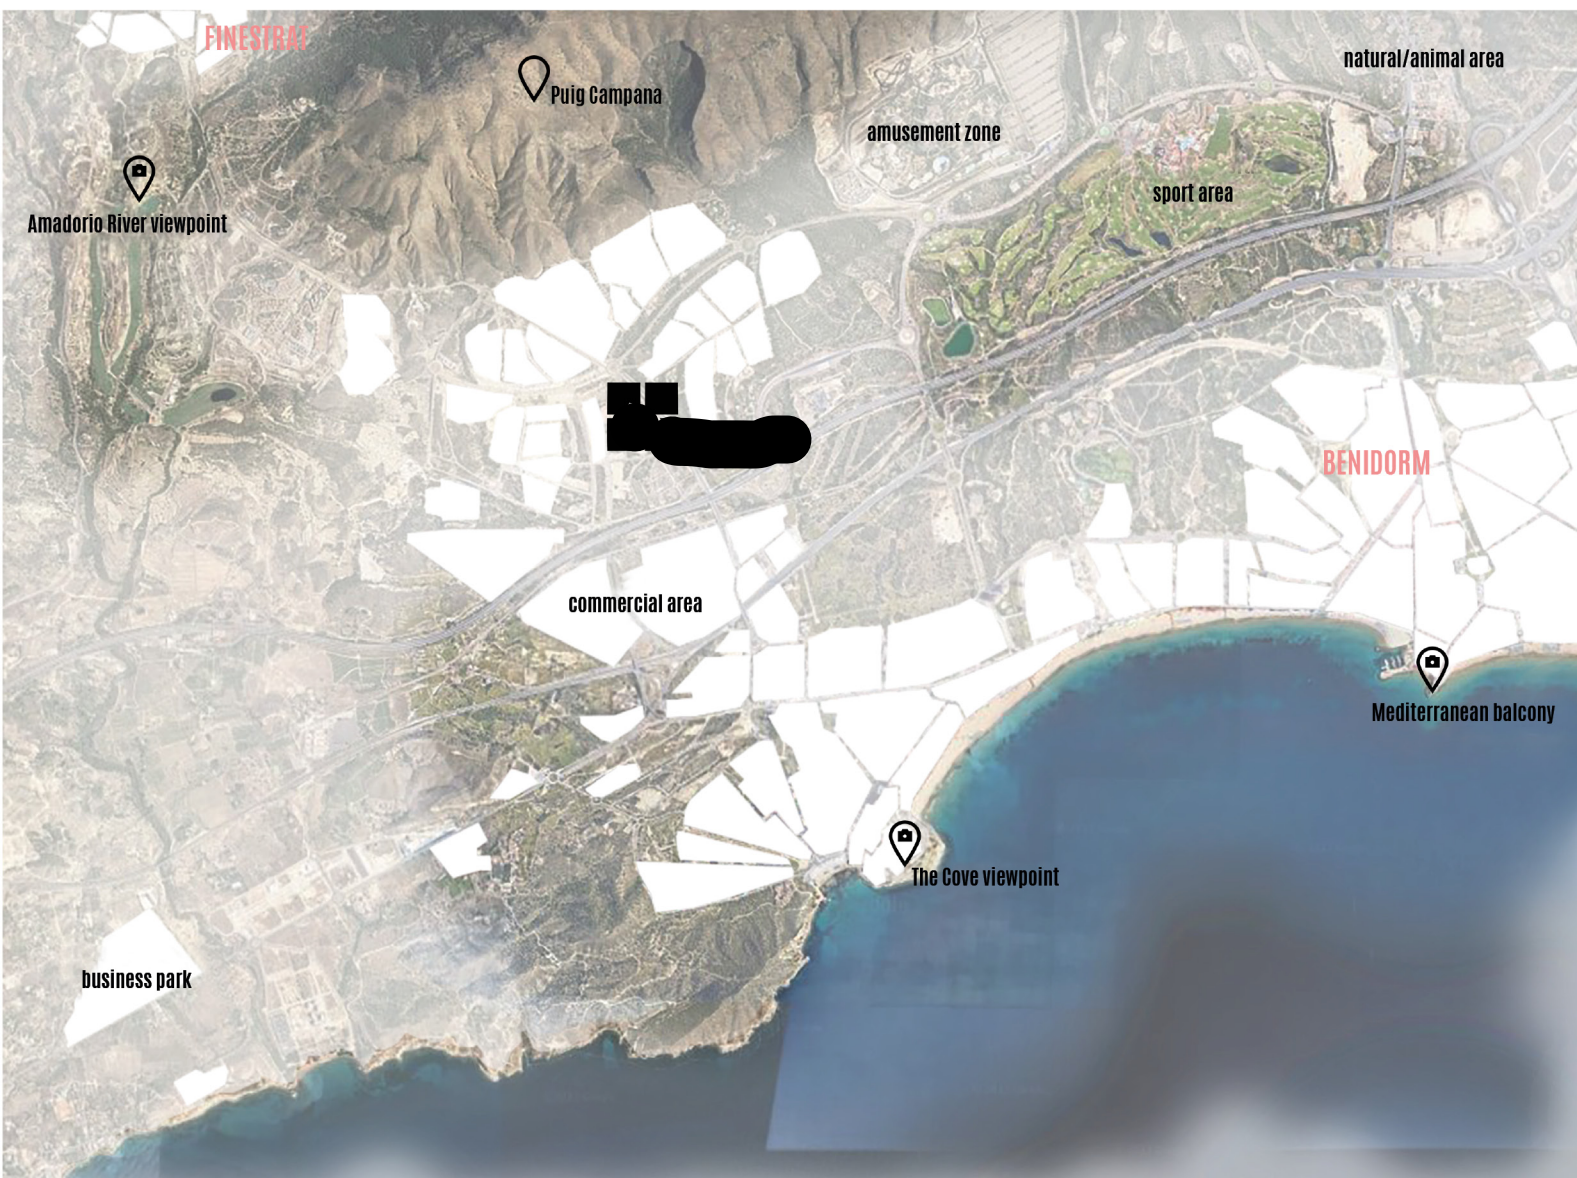 FINESTRAT
natural/animal area
Puig Campana
amusement zone
sport area
Amadorio River viewpoint
BENIDORM
commercial area
Mediterranean balcony
The Cove viewpoint
business park